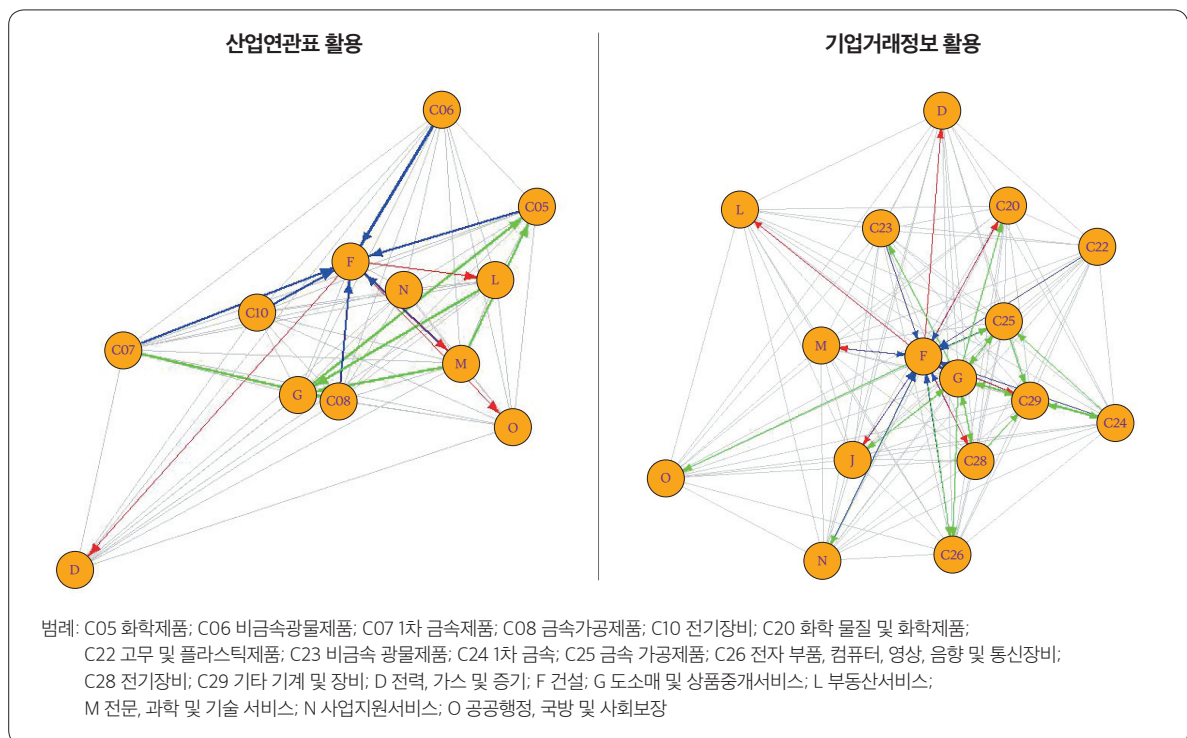 산업연관표 활용
C06
C05
F
L
N
C10
C07
M
G
C08
O
D
기업거래정보 활용
D
L
C20
C23
C22
C25
M
F
G
C29
C24
J
C28
O
N
C26
범례: C05 화학제품; C06 비금속광물제품; C07 1차 금속제품; C08 금속가공제품; C10 전기장비; C20 화학 물질 및 화학제품;
C22 고무 및 플라스틱제품; C23 비금속 광물제품; C24 1차 금속; C25 금속 가공제품; C26 전자 부품, 컴퓨터, 영상, 음향 및 통신장비;
C28 전기장비; C29 기타 기계 및 장비; D 전력, 가스 및 증기; F 건설; G 도소매 및 상품중개서비스; L 부동산서비스;
M 전문, 과학 및 기술 서비스; N 사업지원서비스; O 공공행정, 국방 및 사회보장